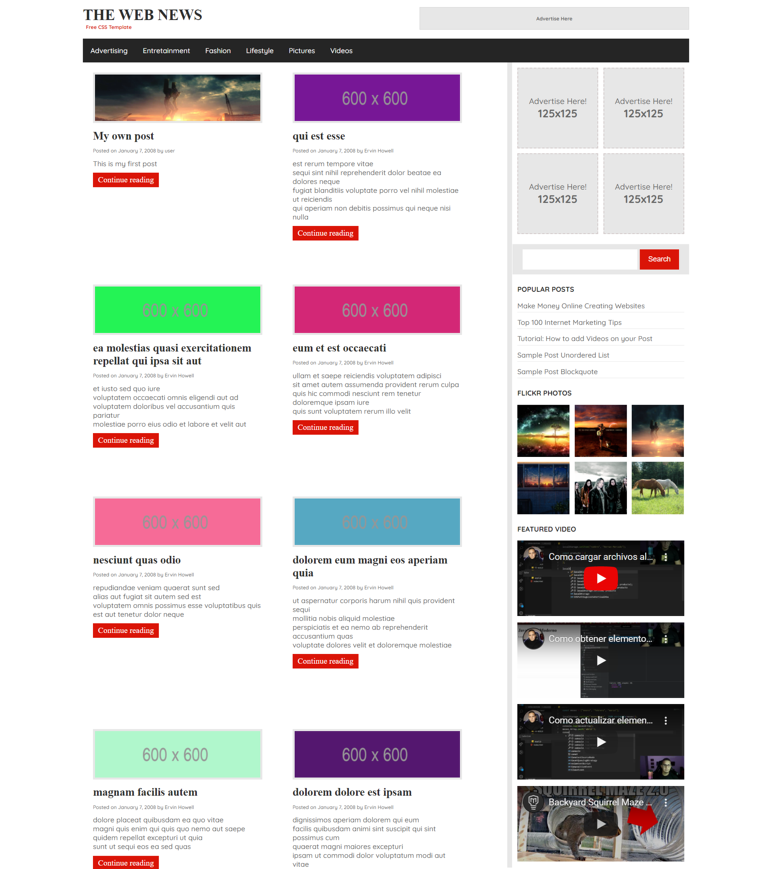 THE WEB NEWS
Free CSS Template
Advertise Here
Advertising Entretainment Fashion Lifestyle Pictures Videos
My own post
Posted on January 7, 2008 by user
This is my first post
Continue reading
600 x 600
qui est esse
Posted on January 7, 2008 by Ervin Howell
est rerum tempore vitae
sequi sint nihil reprehenderit dolor beatae ea
dolores neque
fugiat blanditiis voluptate porro vel nihil molestiae
ut reiciendis
qui aperiam non debitis possimus qui neque nisi
nulla
Continue reading
600 x 600
ea molestias quasi exercitationem
repellat qui ipsa sit aut
Posted on January 7, 2008 by Ervin Howell
et iusto sed quo iure
voluptatem occaecati omnis eligendi aut ad
voluptatem doloribus vel accusantium quis
pariatur
molestiae porro eius odio et labore et velit aut
Continue reading
600 x 600
eum et est occaecati
Posted on January 7, 2008 by Ervin Howell
ullam et saepe reiciendis voluptatem adipisci
sit amet autem assumenda provident rerum culpa
quis hic commodi nesciunt rem tenetur
doloremque ipsam iure
quis sunt voluptatem rerum illo velit
Continue reading
600 x 600
nesciunt quas odio
Posted on January 7, 2008 by Ervin Howell
repudiandae veniam quaerat sunt sed
alias aut fugiat sit autem sed est
voluptatem omnis possimus esse voluptatibus quis
est aut tenetur dolor neque
Continue reading
600 x 600
dolorem eum magni eos aperiam
quia
Posted on January 7, 2008 by Ervin Howell
ut aspernatur corporis harum nihil quis provident
sequi
mollitia nobis aliquid molestiae
perspiciatis et ea nemo ab reprehenderit
accusantium quas
voluptate dolores velit et doloremque molestiae
Continue reading
600 x 600
magnam facilis autem
Posted on January 7, 2008 by Ervin Howell
dolore placeat quibusdam ea quo vitae
magni quis enim qui quis quo nemo aut saepe
quidem repellat excepturi ut quia
sunt ut sequi eos ea sed quas
Continue reading
600 x 600
dolorem dolore est ipsam
Posted on January 7, 2008 by Ervin Howell
dignissimos aperiam dolorem qui eum
facilis quibusdam animi sint suscipit qui sint
possimus cum
quaerat magni maiores excepturi
ipsam ut commodi dolor voluptatum modi aut
vitae
Advertise Here! Advertise Here!
125x125 125x125
Advertise Here! Advertise Here!
125x125 125x125
Search
POPULAR POSTS
Make Money Online Creating Websites
Top 100 Internet Marketing Tips
Tutorial: How to add Videos on your Post
Sample Post Unordered List
Sample Post Blockquote
FLICKR PHOTOS
FEATURED VIDEO
Como cargar archivos al...
Como obtener elemento...
Como actualizar elemen...
SQUIRREL MAZE 2.0
Backyard Squirrel Maze ...